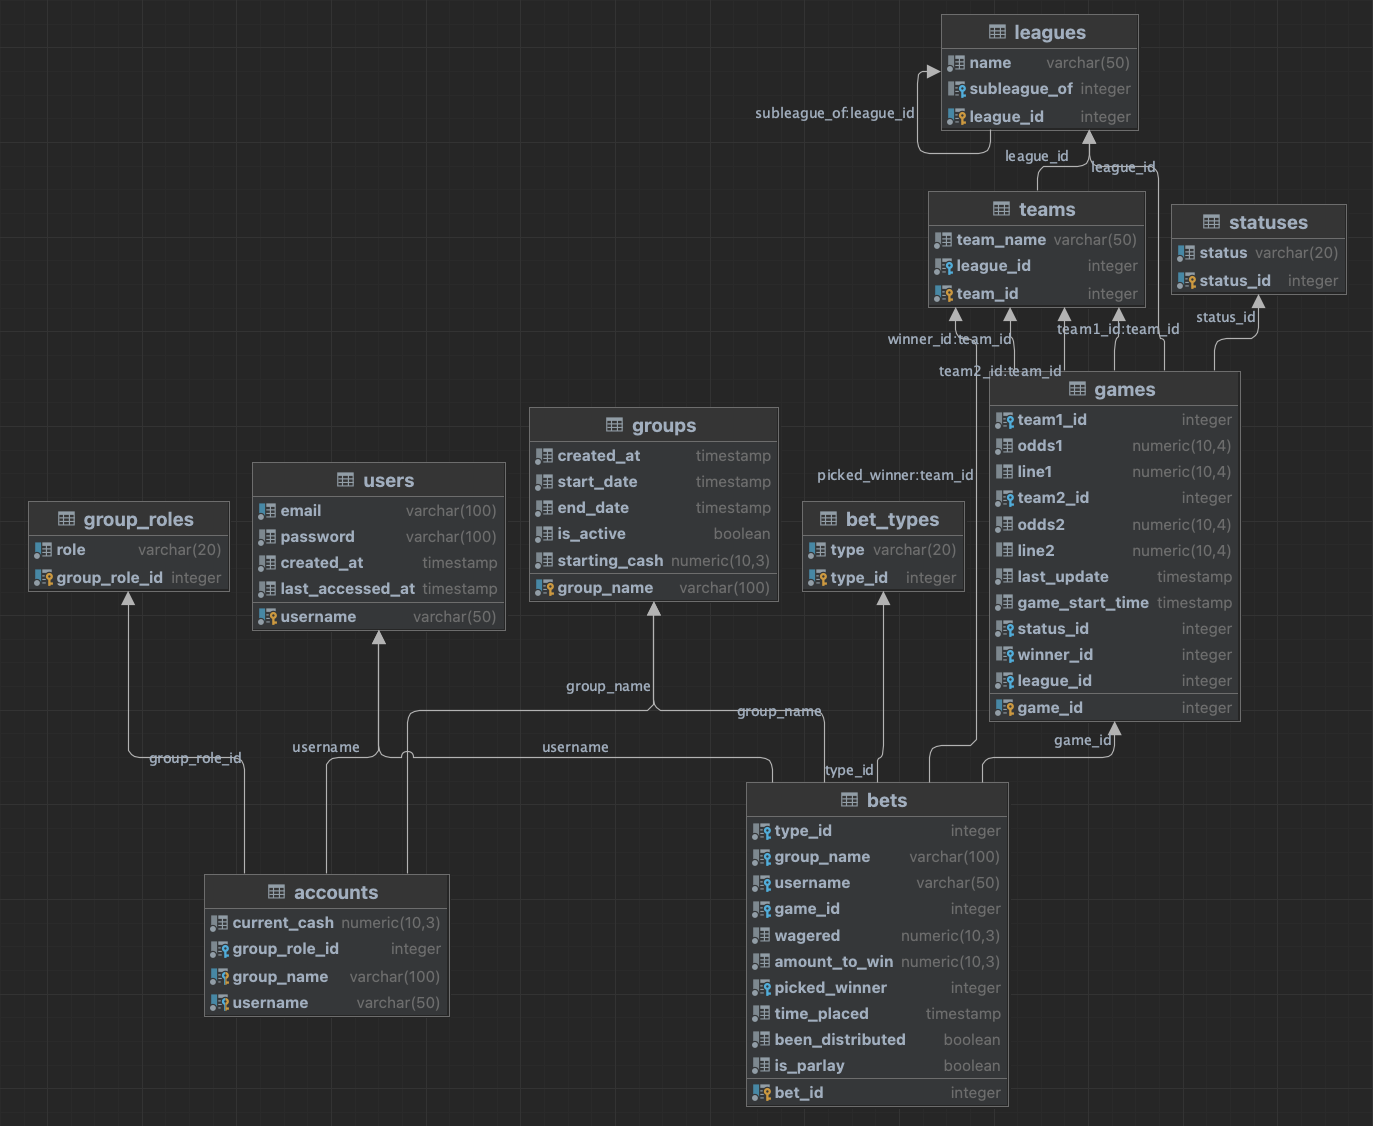 leagues
name varchar(50)
subleague_of integer
league_id integer
subleague_of:league_id
league_id
league_id
teams
team_name varchar(50)
league_id integer
team_id integer
statuses
status varchar(20)
status_id integer
winner_id:team_id
team1_id:team_id
status_id
team2_id:team_id
games
team1_id integer
odds1 numeric(10,4)
line1 numeric(10,4)
team2_id integer
odds2 numeric(10,4)
line2 numeric(10,4)
last_update timestamp
game_start_time timestamp
status_id integer
winner_id integer
league_id integer
game_id integer
groups
created_at timestamp
start_date timestamp
end_date timestamp
is_active boolean
starting_cash numeric(10,3)
group_name varchar(100)
users
email varchar(100)
password varchar(100)
created_at timestamp
last_accessed_at timestamp
username varchar(50)
group_roles
role varchar(20)
group_role_id integer
picked_winner:team_id
bet_types
type varchar(20)
type_id integer
group_name
group_name
username
username
group_role_id
type_id
game_id
bets
type_id integer
group_name varchar(100)
username varchar(50)
game_id integer
wagered numeric(10,3)
amount_to_win numeric(10,3)
picked_winner integer
time_placed timestamp
been_distributed boolean
is_parlay boolean
bet_id integer
accounts
current_cash numeric(10,3)
group_role_id integer
group_name varchar(100)
username varchar(50)